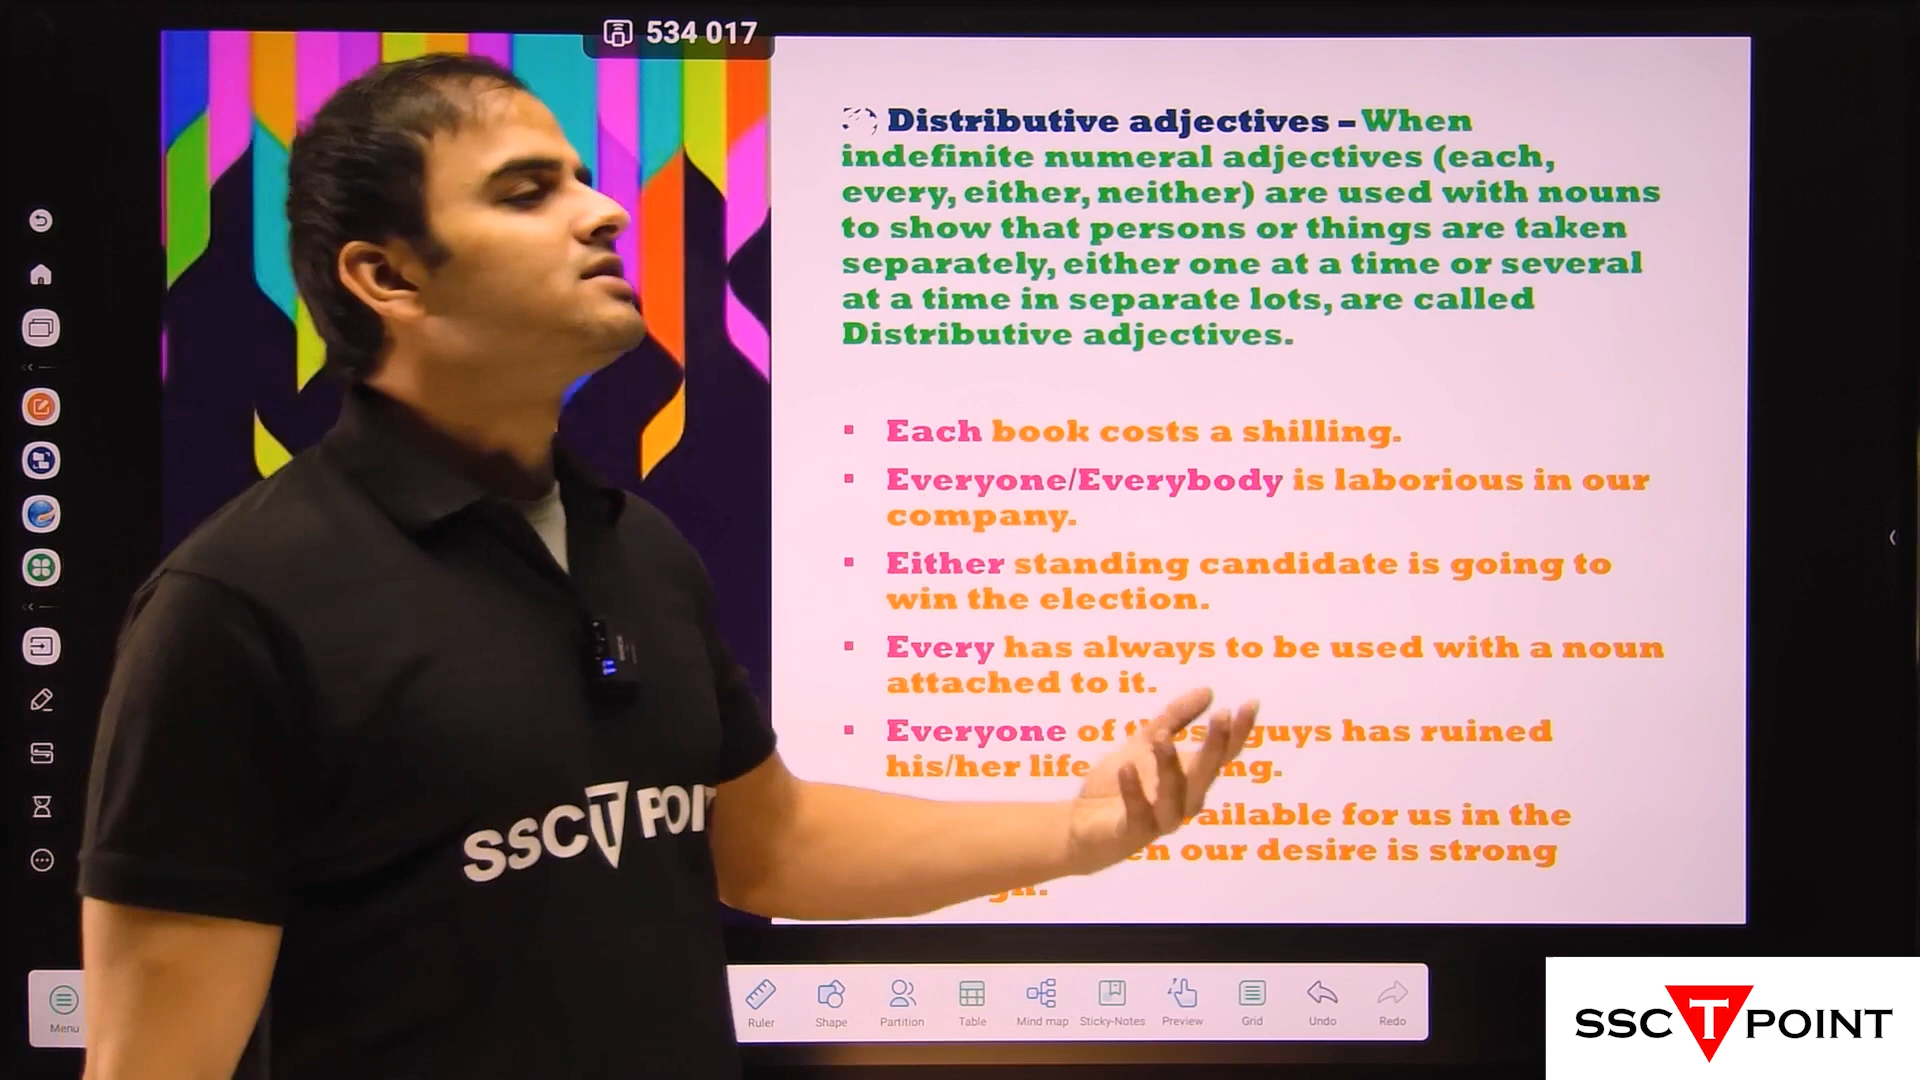 534 017
Distributive adjectives – When
indefinite numeral adjectives (each,
every, either, neither) are used with nouns
to show that persons or things are taken
separately, either one at a time or several
at a time in separate lots, are called
Distributive adjectives.
▪ Each book costs a shilling.
▪ Everyone/Everybody is laborious in our
company.
▪ Either standing candidate is going to
win the election.
▪ Every has always to be used with a noun
attached to it.
▪ Everyone of guys has ruined
his/her life
for us in the
our desire is strong
SSC T POINT
Menu
Ruler Shape Partition Table Mind map Sticky-Notes Preview Grid Undo Redo
SSC T POINT